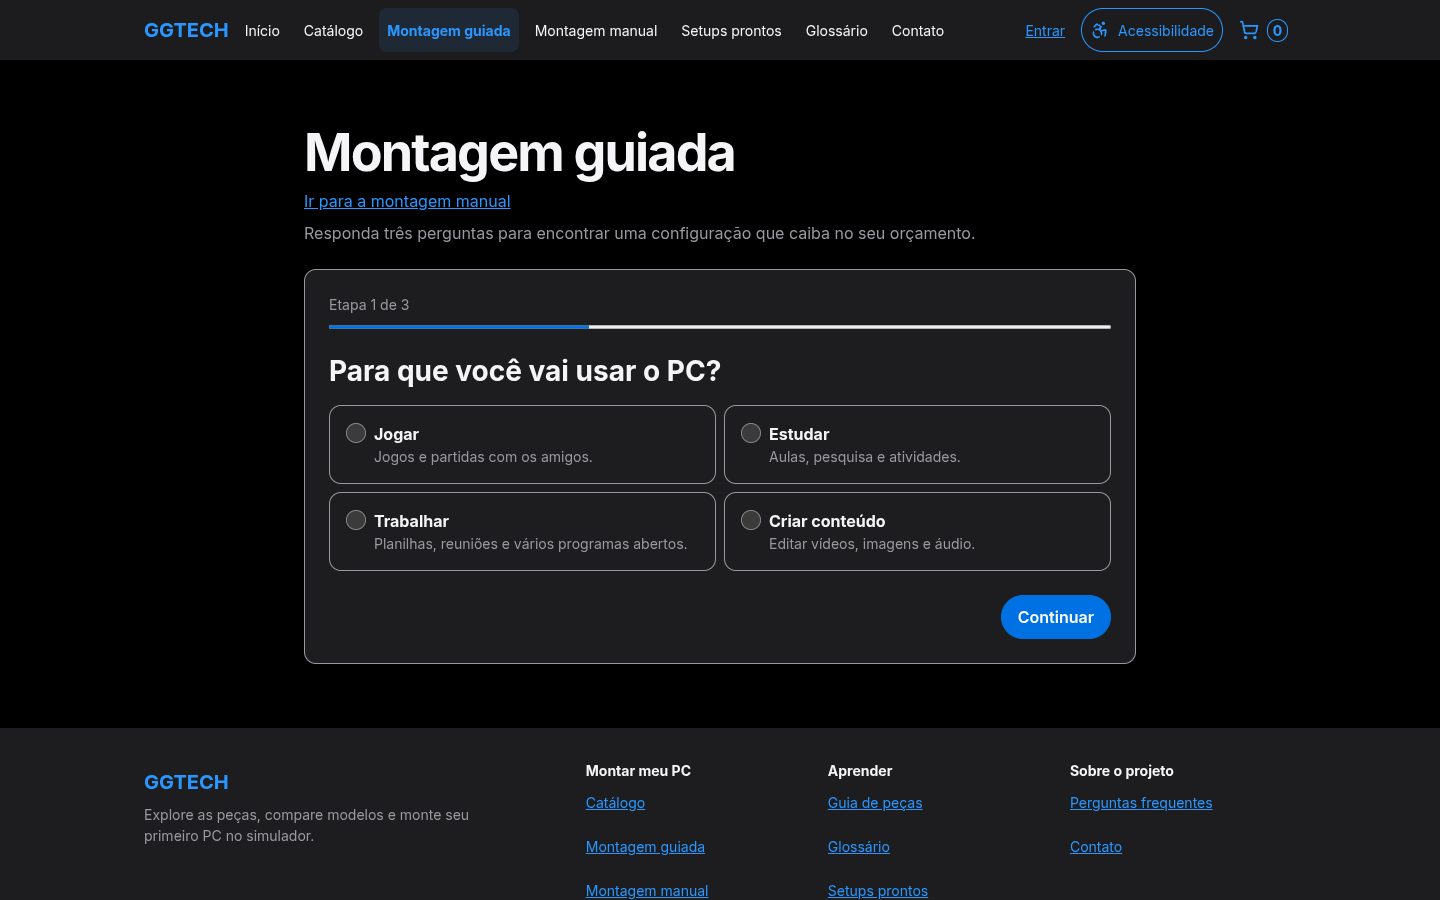 GGTECH Início Catálogo Montagem guiada Montagem manual Setups prontos Glossário Contato Entrar Acessibilidade 0
Montagem guiada
Ir para a montagem manual
Responda três perguntas para encontrar uma configuração que caiba no seu orçamento.
Etapa 1 de 3
Para que você vai usar o PC?
Jogar
Jogos e partidas com os amigos.
Estudar
Aulas, pesquisa e atividades.
Trabalhar
Planilhas, reuniões e vários programas abertos.
Criar conteúdo
Editar vídeos, imagens e áudio.
Continuar
GGTECH
Explore as peças, compare modelos e monte seu
primeiro PC no simulador.
Montar meu PC
Catálogo
Montagem guiada
Montagem manual
Aprender
Guia de peças
Glossário
Setups prontos
Sobre o projeto
Perguntas frequentes
Contato